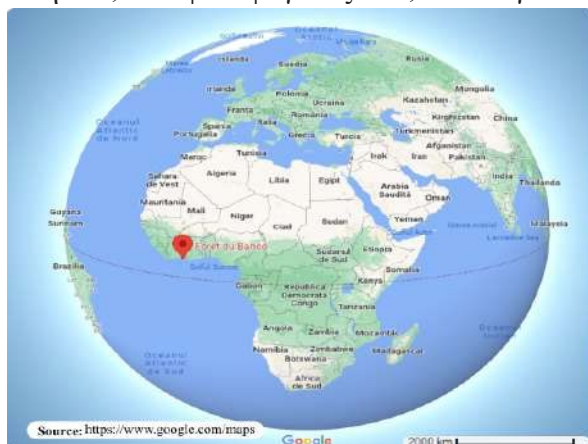 Islanda
Suedia
Rusia
Irlanda
Polonia
Ucraina
Kazahstan
Mongolia
Franta
România
Kirghizstan
China
Oceanul
Atlantic
de Nord
Spania
Italia
Portugalia
Grecia
Turcia
Turkmenistan
Afganistan
Maroc
Tunisia
Irak
Iran
Pakistan
Sahara
de Vest
Algeria
Libia
Egipt
Arabia
Saudită
India
Thailanda
Oman
Mauritania
Mali
Niger
Ciad
Sudan
Yemen
Guyana
Surinam
Malaysia
Forêt du Banco
Sudanul
de Sud
Etiopia
Brazilia
Somalia
Gabon
Republica
Democrată
Congo
Kenya
Tanzania
Angola
Zambia
Mozambic
Oceanul
Atlantic
de Sud
Namibia
Zimbabwe
Botswana
Madagascar
Africa
de Sud
Source: https://www.google.com/maps
Google
2000 km